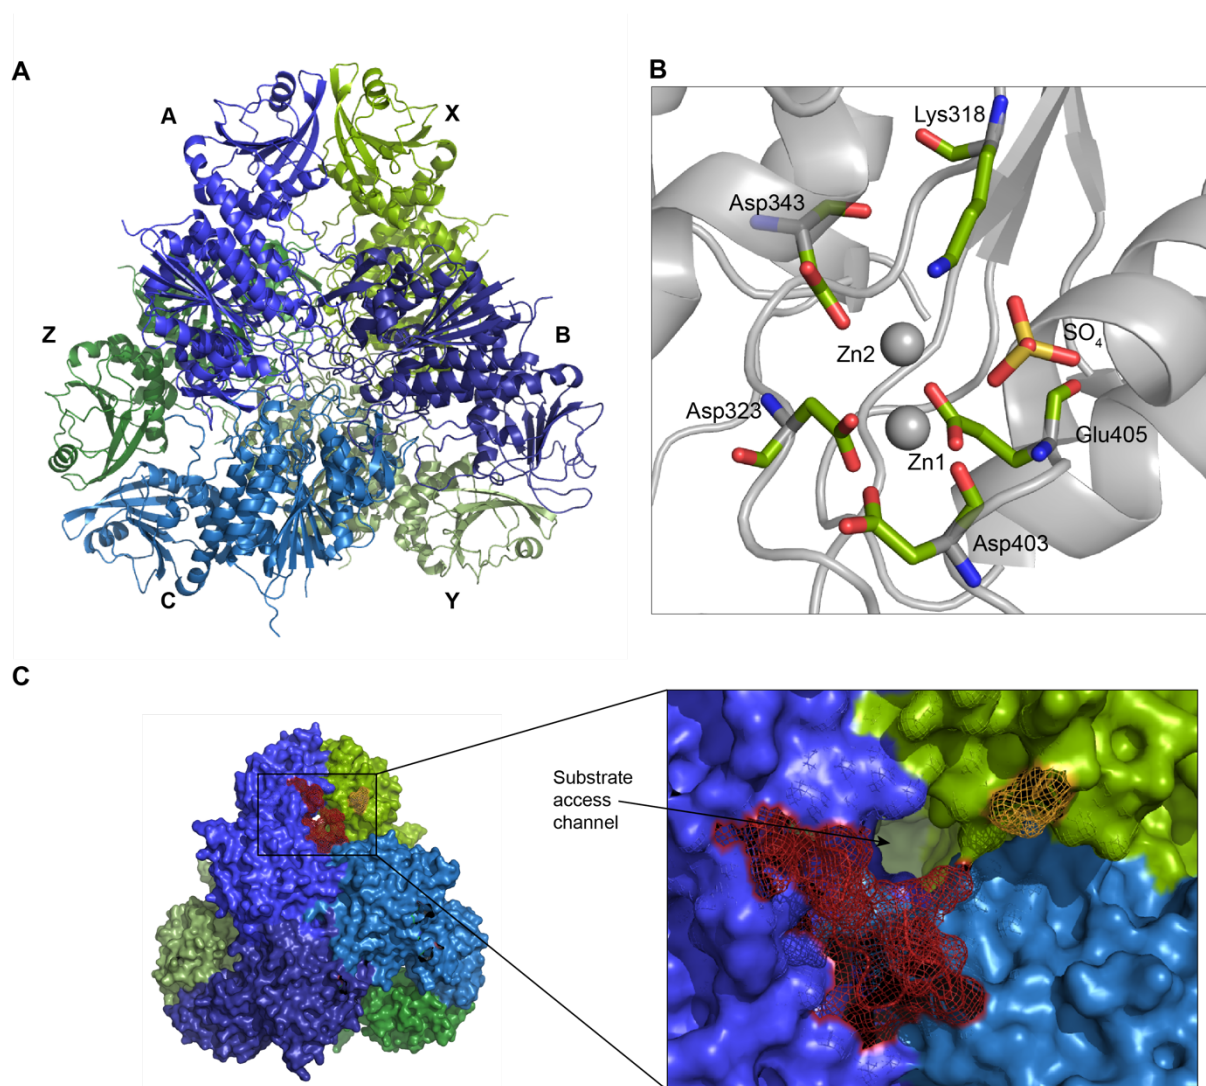 A
A
X
Z
B
C
Y
B
Lys318
Asp343
Zn2
SO4
Asp323
Zn1
Glu405
Asp403
C
Substrate
access
channel